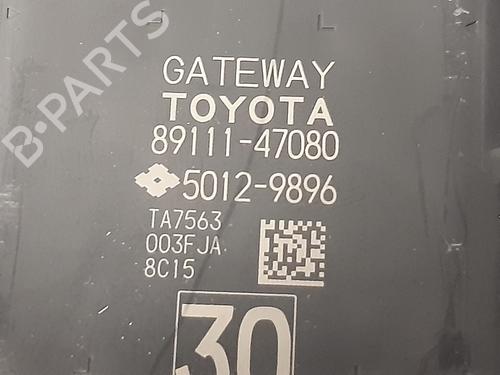 B-PARTS
GATEWAY
TOYOTA
89111-47080
5012-9896
TA7563
003FJA
8C15
30